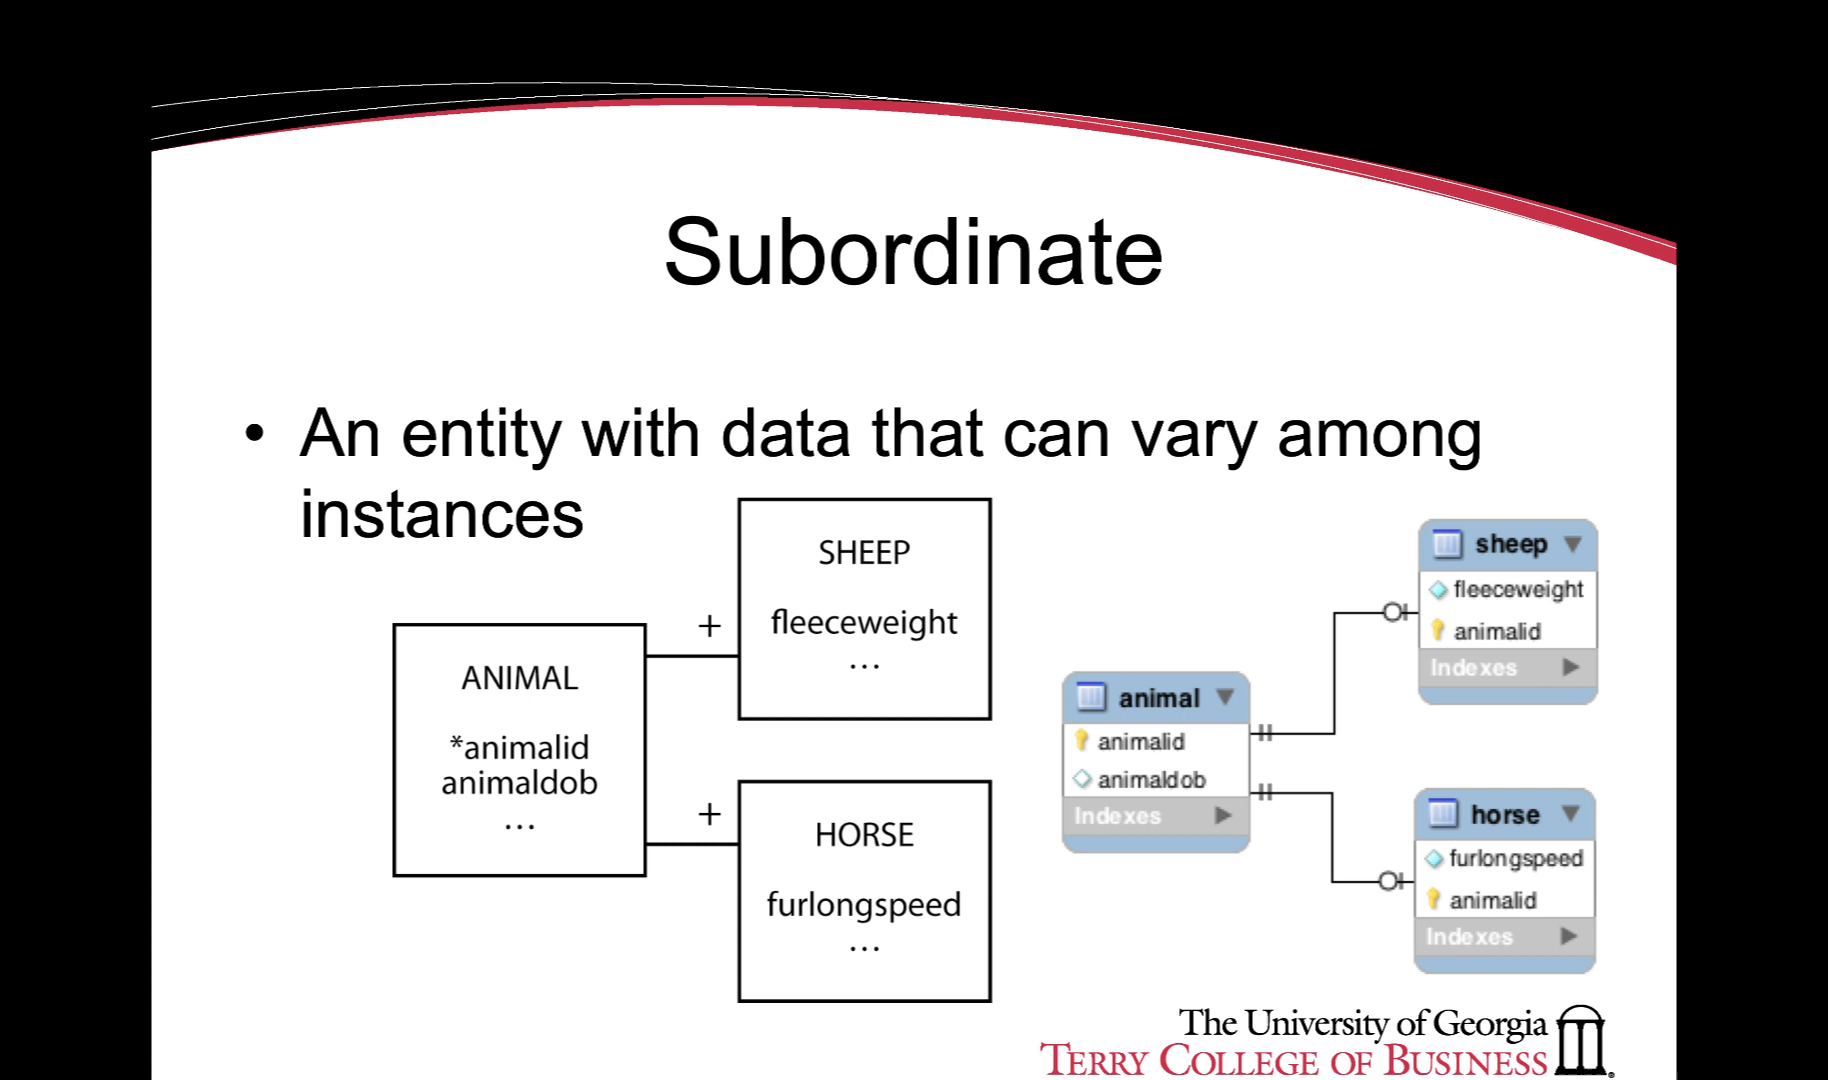 Subordinate
• An entity with data that can vary among
instances
ANIMAL
*animalid
animaldob
...
+
SHEEP
fleeceweight
...
+
HORSE
furlongspeed
...
animal
animalid
animaldob
Indexes
sheep
fleeceweight
animalid
Indexes
horse
furlongspeed
animalid
Indexes
The University of Georgia
TERRY COLLEGE OF BUSINESS